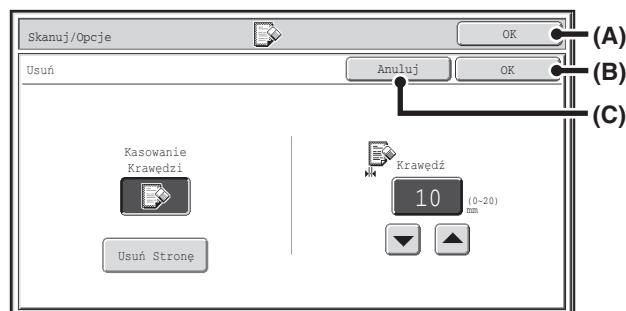 Skanuj/Opcje
OK
(A)
Usuń
Anuluj
OK
(B)
(C)
Kasowanie
Krawędzi
Krawędź
10
(0~20)
mm
Usuń Stronę